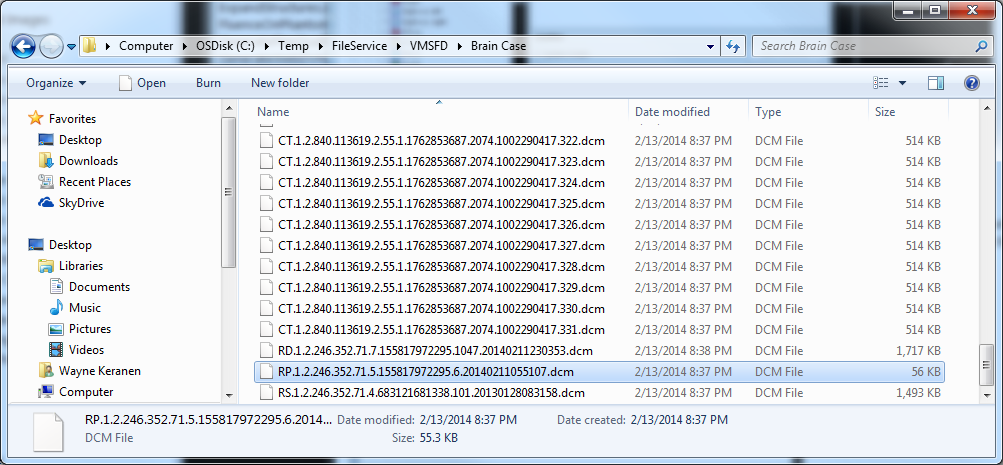 Computer OSDisk (C:) Temp FileService VMSFD Brain Case Search Brain Case
Organize Open Burn New folder
Favorites
Desktop
Downloads
Recent Places
SkyDrive
Desktop
Libraries
Documents
Music
Pictures
Videos
Wayne Keranen
Computer
Name Date modified Type Size
CT.1.2.840.113619.2.55.1.1762853687.2074.1002290417.322.dcm 2/13/2014 8:37 PM DCM File 514 KB
CT.1.2.840.113619.2.55.1.1762853687.2074.1002290417.323.dcm 2/13/2014 8:37 PM DCM File 514 KB
CT.1.2.840.113619.2.55.1.1762853687.2074.1002290417.324.dcm 2/13/2014 8:37 PM DCM File 514 KB
CT.1.2.840.113619.2.55.1.1762853687.2074.1002290417.325.dcm 2/13/2014 8:37 PM DCM File 514 KB
CT.1.2.840.113619.2.55.1.1762853687.2074.1002290417.326.dcm 2/13/2014 8:37 PM DCM File 514 KB
CT.1.2.840.113619.2.55.1.1762853687.2074.1002290417.327.dcm 2/13/2014 8:37 PM DCM File 514 KB
CT.1.2.840.113619.2.55.1.1762853687.2074.1002290417.328.dcm 2/13/2014 8:37 PM DCM File 514 KB
CT.1.2.840.113619.2.55.1.1762853687.2074.1002290417.329.dcm 2/13/2014 8:37 PM DCM File 514 KB
CT.1.2.840.113619.2.55.1.1762853687.2074.1002290417.330.dcm 2/13/2014 8:37 PM DCM File 514 KB
CT.1.2.840.113619.2.55.1.1762853687.2074.1002290417.331.dcm 2/13/2014 8:37 PM DCM File 514 KB
RD.1.2.246.352.71.7.155817972295.1047.20140211230353.dcm 2/13/2014 8:38 PM DCM File 1,717 KB
RP.1.2.246.352.71.5.155817972295.6.20140211055107.dcm 2/13/2014 8:37 PM DCM File 56 KB
RS.1.2.246.352.71.4.683121681338.101.20130128083158.dcm 2/13/2014 8:37 PM DCM File 1,493 KB
RP.1.2.246.352.71.5.155817972295.6.2014... Date modified: 2/13/2014 8:37 PM Date created: 2/13/2014 8:37 PM
DCM File Size: 55.3 KB